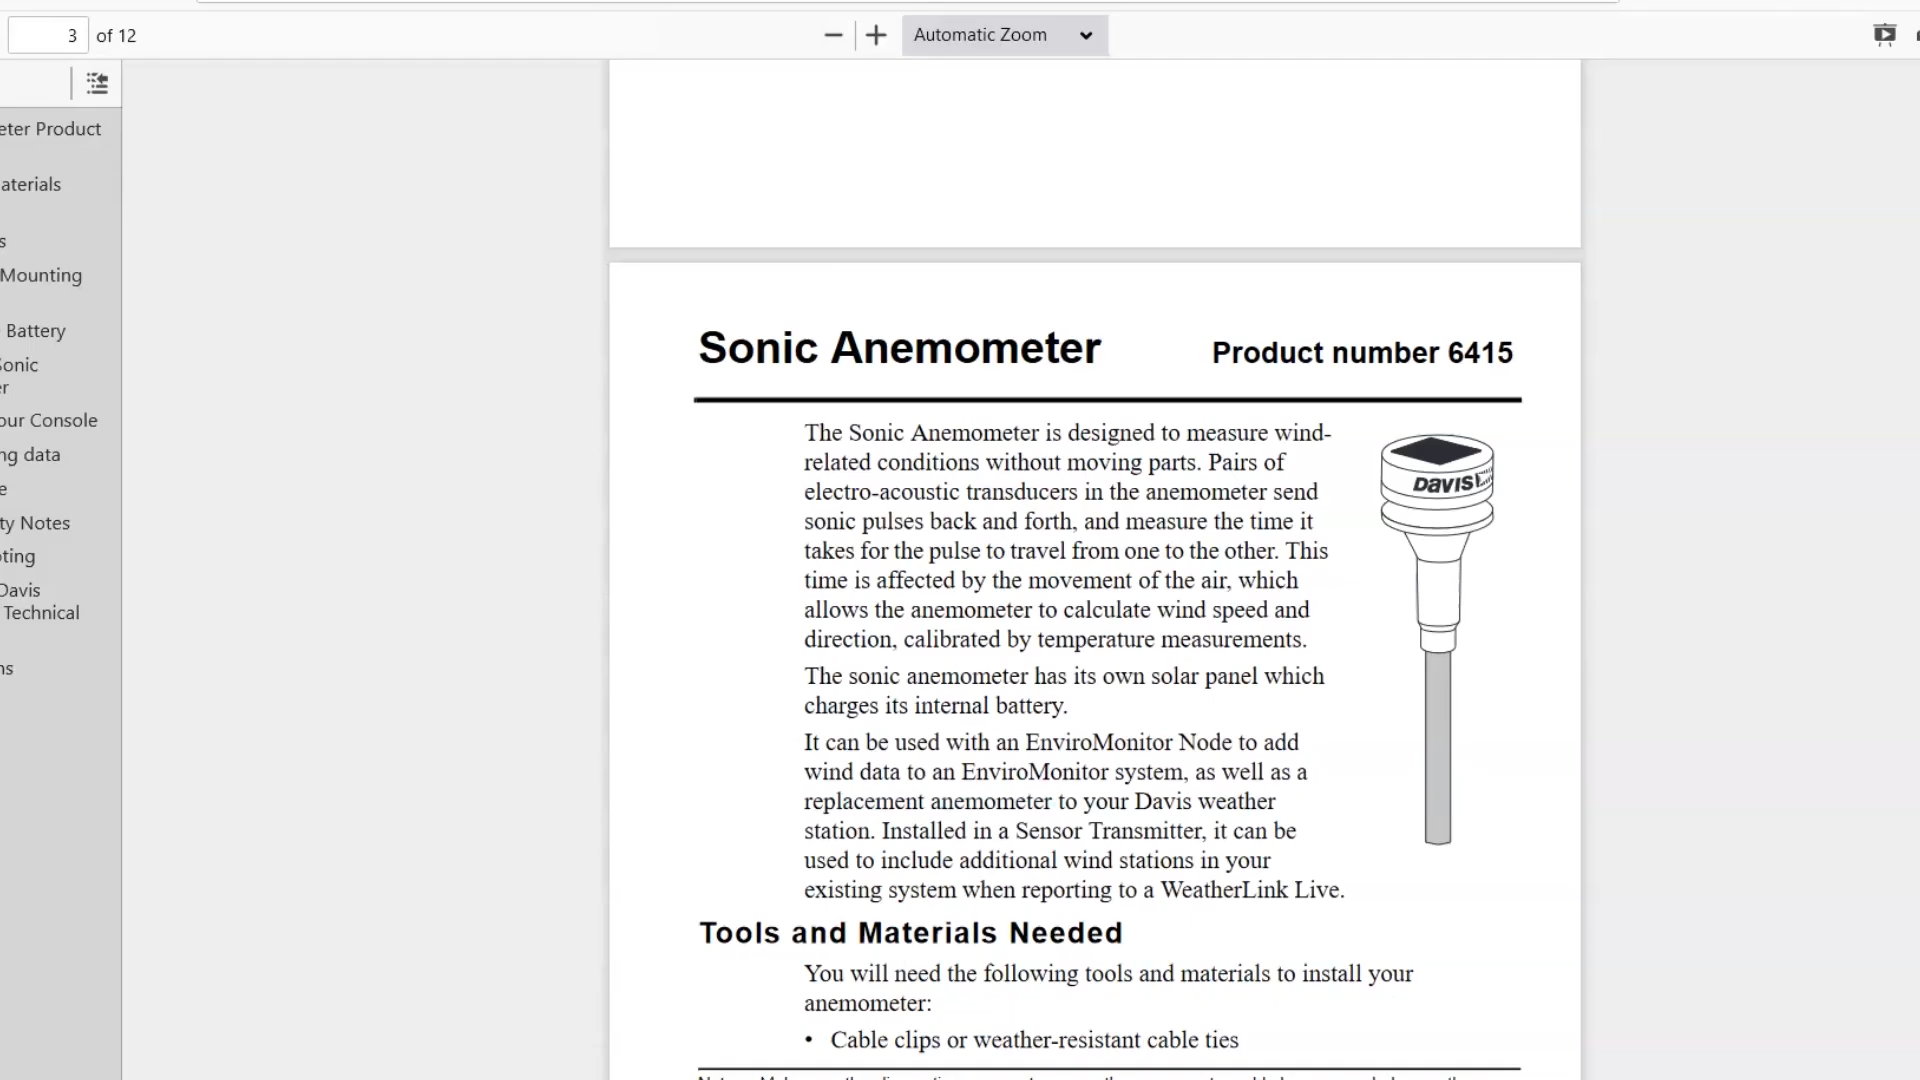 3 of 12
Automatic Zoom
eter Product
aterials
s
Mounting
Battery
Sonic
er
our Console
ng data
e
ty Notes
oting
Davis
Technical
ns
Sonic Anemometer
Product number 6415
The Sonic Anemometer is designed to measure wind-
related conditions without moving parts. Pairs of
electro-acoustic transducers in the anemometer send
sonic pulses back and forth, and measure the time it
takes for the pulse to travel from one to the other. This
time is affected by the movement of the air, which
allows the anemometer to calculate wind speed and
direction, calibrated by temperature measurements.
The sonic anemometer has its own solar panel which
charges its internal battery.
It can be used with an EnviroMonitor Node to add
wind data to an EnviroMonitor system, as well as a
replacement anemometer to your Davis weather
station. Installed in a Sensor Transmitter, it can be
used to include additional wind stations in your
existing system when reporting to a WeatherLink Live.
DAVIS
Tools and Materials Needed
You will need the following tools and materials to install your
anemometer:
• Cable clips or weather-resistant cable ties